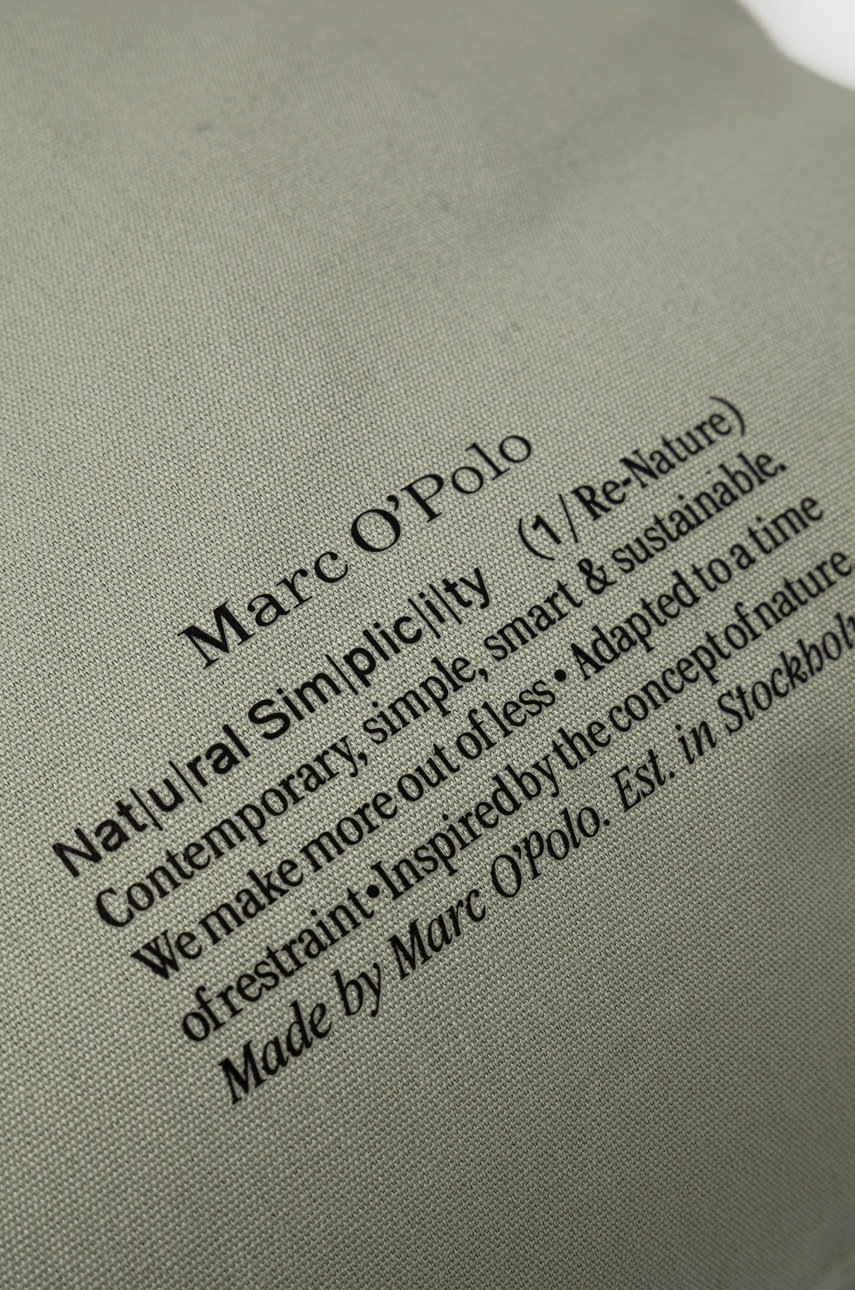 Marc O'Polo
Nat|u|ral Sim|plic|i|ty (1/Re-Nature)
Contemporary, simple, smart & sustainable.
We make more out of less • Adapted to a time
of restraint • Inspired by the concept of nature
Made by Marc O'Polo. Est. in